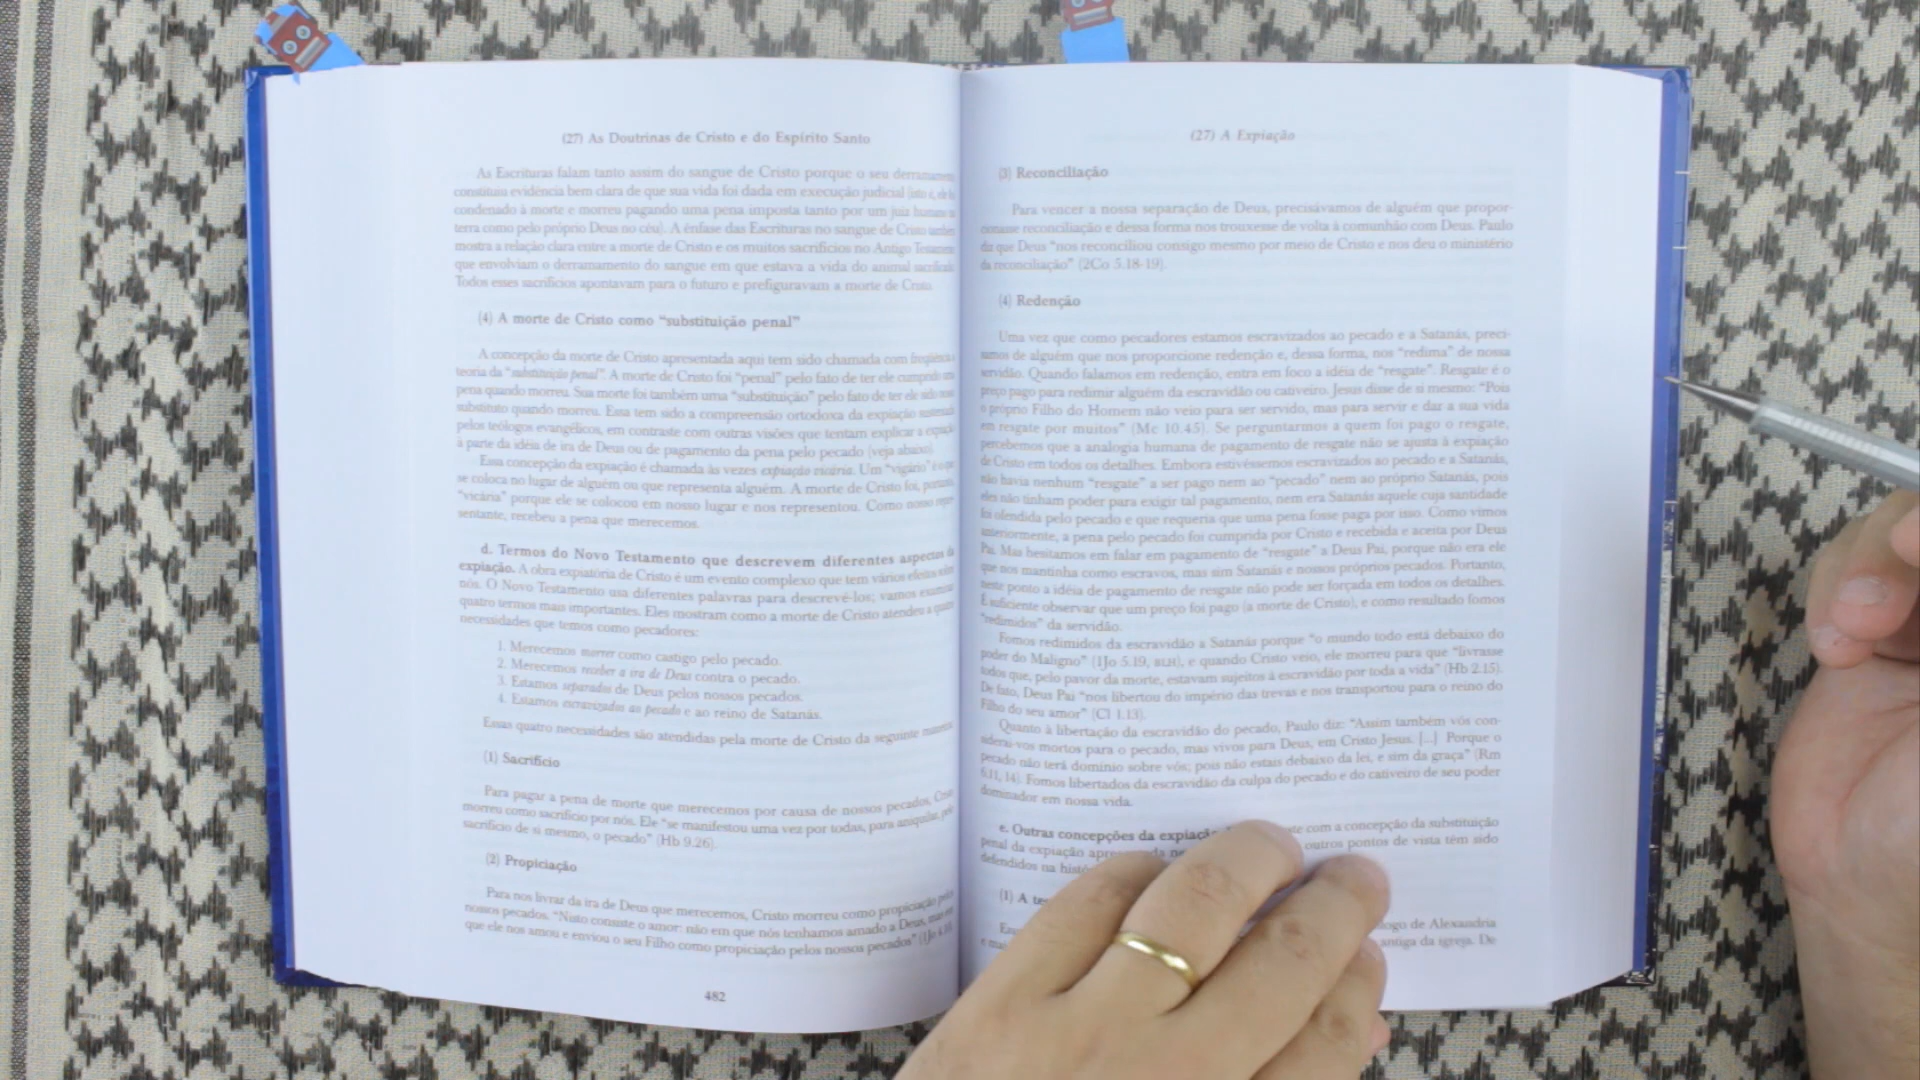 (27) As Doutrinas de Cristo e do Espírito Santo
As Escrituras falam tanto assim do sangue de Cristo porque o seu
constituiu evidência bem clara de que sua vida foi dada em execução judicial (isto é, ele
condenado à morte e morreu pagando uma pena imposta tanto por um juiz
terra como pelo próprio Deus no céu). A ênfase das Escrituras no sangue de Cristo
mostra a relação clara entre a morte de Cristo e os muitos sacrifícios no Antigo
que envolviam o derramamento do sangue em que estava a vida do animal
Todos esses sacrifícios apontavam para o futuro e prefiguravam a morte de Cristo.
(4) A morte de Cristo como “substituição penal”
A concepção da morte de Cristo apresentada aqui tem sido chamada com
teoria da “substituição penal”. A morte de Cristo foi “penal” pelo fato de ter ele cumprido
pena quando morreu. Sua morte foi também uma “substituição” pelo fato de ter ele sido
substituto quando morreu. Essa tem sido a compreensão ortodoxa da expiação
pelos teólogos evangélicos, em contraste com outras visões que tentam explicar a
à parte da idéia de ira de Deus ou de pagamento da pena pelo pecado (veja abaixo).
Essa concepção da expiação é chamada às vezes expiação vicária. Um “vigário” é
se coloca no lugar de alguém ou que representa alguém. A morte de Cristo foi,
“vicária” porque ele se colocou em nosso lugar e nos representou. Como nosso
sentante, recebeu a pena que merecemos.
d. Termos do Novo Testamento que descrevem diferentes aspectos
expiação. A obra expiatória de Cristo é um evento complexo que tem vários efeitos
nós. O Novo Testamento usa diferentes palavras para descrevê-los; vamos
quatro termos mais importantes. Eles mostram como a morte de Cristo atendeu a
necessidades que temos como pecadores:
1. Merecemos morrer como castigo pelo pecado.
2. Merecemos receber a ira de Deus contra o pecado.
3. Estamos separados de Deus pelos nossos pecados.
4. Estamos escravizados ao pecado e ao reino de Satanás.
Essas quatro necessidades são atendidas pela morte de Cristo da seguinte maneira:
(1) Sacrifício
Para pagar a pena de morte que merecemos por causa de nossos pecados, Cristo
morreu como sacrifício por nós. Ele “se manifestou uma vez por todas, para aniquilar, pelo
sacrifício de si mesmo, o pecado” (Hb 9.26).
(2) Propiciação
Para nos livrar da ira de Deus que merecemos, Cristo morreu como propiciação pelos
nossos pecados. “Nisto consiste o amor: não em que nós tenhamos amado a Deus, mas em
que ele nos amou e enviou o seu Filho como propiciação pelos nossos pecados” (1Jo 4.10).
482
(27) A Expiação
(3) Reconciliação
Para vencer a nossa separação de Deus, precisávamos de alguém que propor-
cionasse reconciliação e dessa forma nos trouxesse de volta à comunhão com Deus. Paulo
diz que Deus “nos reconciliou consigo mesmo por meio de Cristo e nos deu o ministério
da reconciliação” (2Co 5.18-19).
(4) Redenção
Uma vez que como pecadores estamos escravizados ao pecado e a Satanás, preci-
samos de alguém que nos proporcione redenção e, dessa forma, nos “redima” de nossa
servidão. Quando falamos em redenção, entra em foco a idéia de “resgate”. Resgate é o
preço pago para redimir alguém da escravidão ou cativeiro. Jesus disse de si mesmo: “Pois
o próprio Filho do Homem não veio para ser servido, mas para servir e dar a sua vida
em resgate por muitos” (Mc 10.45). Se perguntarmos a quem foi pago o resgate,
percebemos que a analogia humana de pagamento de resgate não se ajusta à expiação
de Cristo em todos os detalhes. Embora estivéssemos escravizados ao pecado e a Satanás,
não havia nenhum “resgate” a ser pago nem ao “pecado” nem ao próprio Satanás, pois
eles não tinham poder para exigir tal pagamento, nem era Satanás aquele cuja santidade
foi ofendida pelo pecado e que requeria que uma pena fosse paga por isso. Como vimos
anteriormente, a pena pelo pecado foi cumprida por Cristo e recebida e aceita por Deus
Pai. Mas hesitamos em falar em pagamento de “resgate” a Deus Pai, porque não era ele
que nos mantinha como escravos, mas sim Satanás e nossos próprios pecados. Portanto,
neste ponto a idéia de pagamento de resgate não pode ser forçada em todos os detalhes.
É suficiente observar que um preço foi pago (a morte de Cristo), e como resultado fomos
“redimidos” da servidão.
Fomos redimidos da escravidão a Satanás porque “o mundo todo está debaixo do
poder do Maligno” (1Jo 5.19, BLH), e quando Cristo veio, ele morreu para que “livrasse
todos que, pelo pavor da morte, estavam sujeitos à escravidão por toda a vida” (Hb 2.15).
De fato, Deus Pai “nos libertou do império das trevas e nos transportou para o reino do
Filho do seu amor” (Cl 1.13).
Quanto à libertação da escravidão do pecado, Paulo diz: “Assim também vós con-
siderai-vos mortos para o pecado, mas vivos para Deus, em Cristo Jesus. [...] Porque o
pecado não terá domínio sobre vós; pois não estais debaixo da lei, e sim da graça” (Rm
6.11, 14). Fomos libertados da escravidão da culpa do pecado e do cativeiro de seu poder
dominador em nossa vida.
e. Outras concepções da expiação com a concepção da substituição
penal da expiação outros pontos de vista têm sido
defendidos na
(1) A
logo de Alexandria
antiga da igreja. De